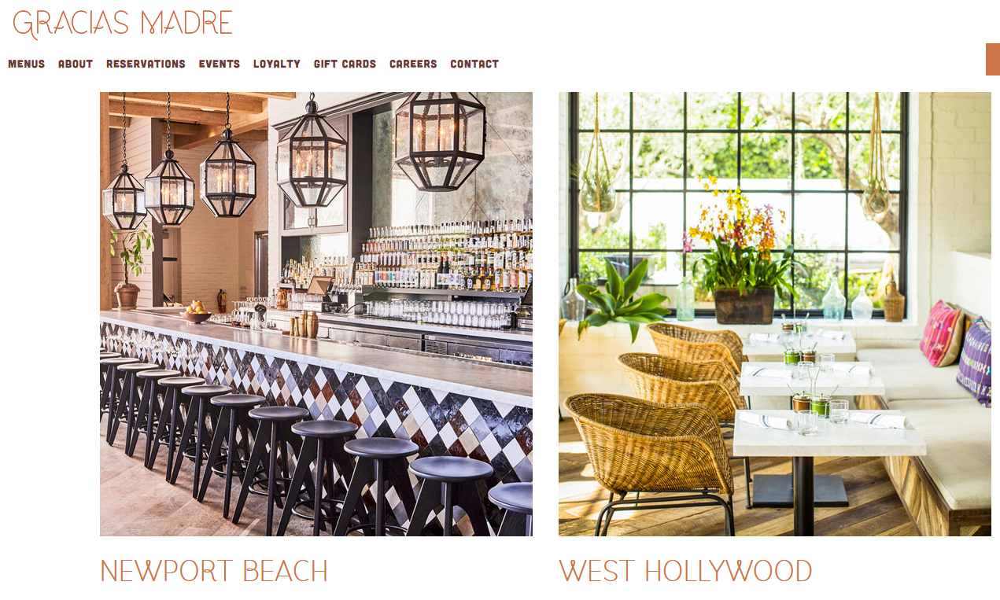 GRACIAS MADRE
MENUS ABOUT RESERVATIONS EVENTS LOYALTY GIFT CARDS CAREERS CONTACT
NEWPORT BEACH
WEST HOLLYWOOD